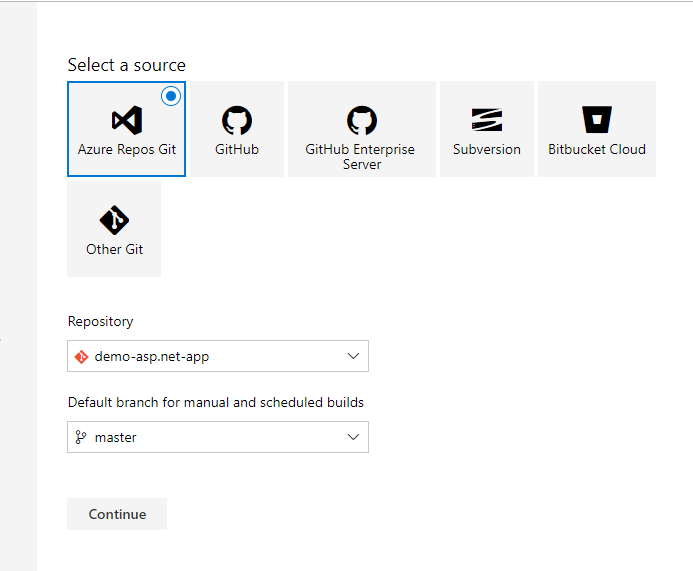 Select a source
Azure Repos Git
GitHub
GitHub Enterprise
Server
Subversion
Bitbucket Cloud
Other Git
Repository
demo-asp.net-app
Default branch for manual and scheduled builds
master
Continue